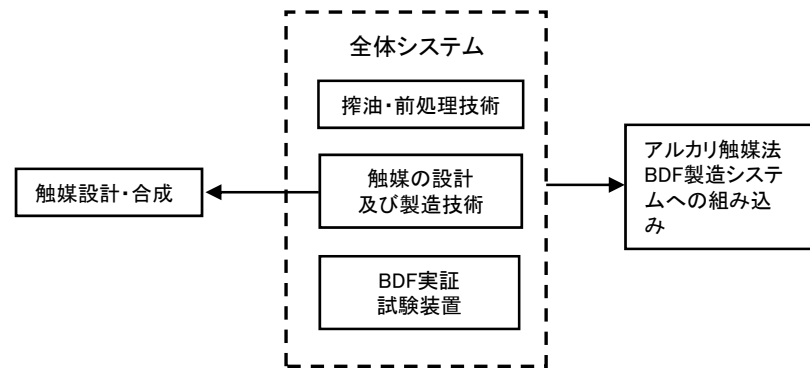 全体システム
搾油・前処理技術
触媒設計・合成
触媒の設計
及び製造技術
アルカリ触媒法
BDF製造システ
ムへの組み込
み
BDF実証
試験装置